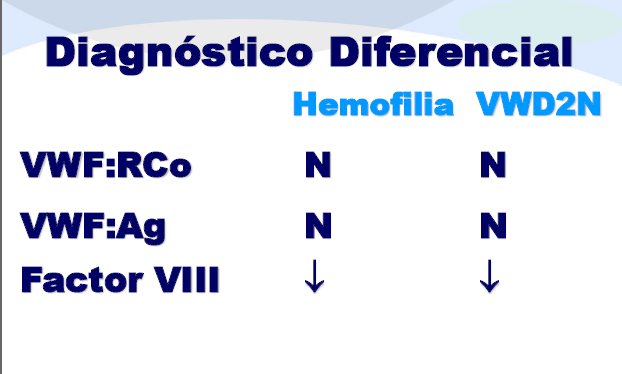 Diagnóstico Diferencial
Hemofilia VWD2N
VWF:RCo N N
VWF:Ag N N
Factor VIII ↓ ↓